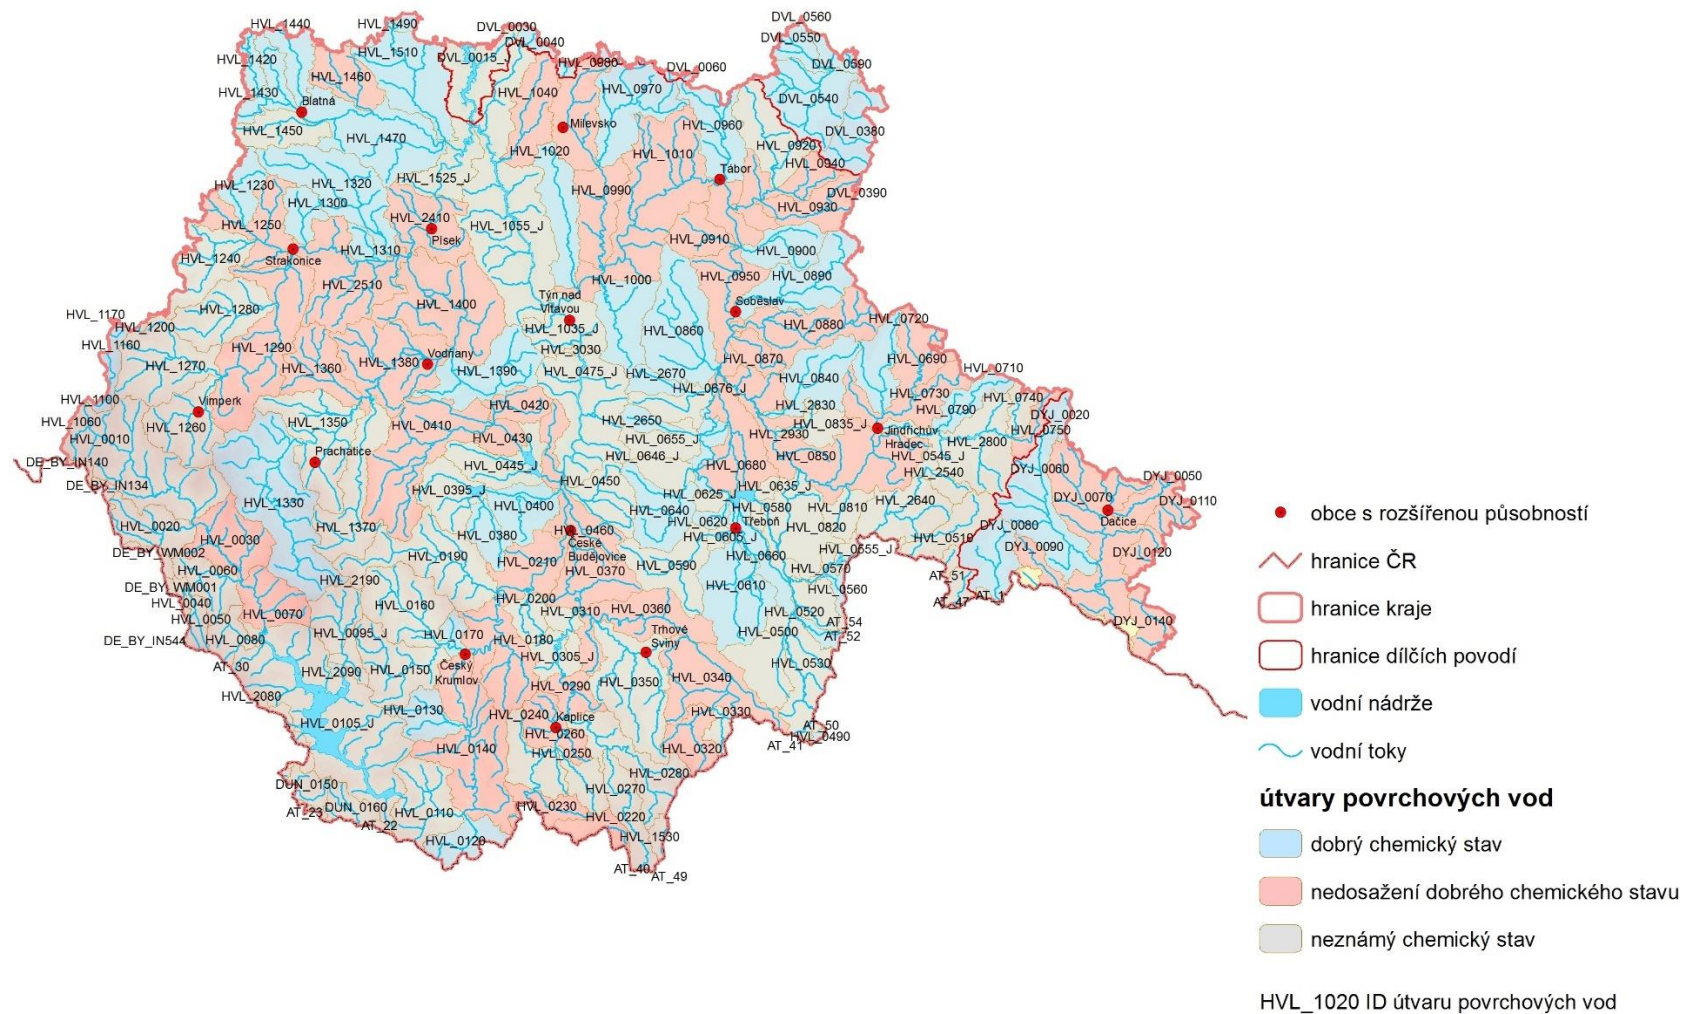 HVL_1440
HVL_1490
DVL_0030
DVL_0560
HVL_1420
HVL_1510
DVL_0015_J
DVL_0040
DVL_0550
HVL_1460
HVL_0980
DVL_0060
DVL_0590
HVL_1430
Blatná
HVL_1040
HVL_0970
DVL_0540
HVL_1450
HVL_1470
Milevsko
HVL_0960
DVL_0380
HVL_1020
HVL_1010
HVL_0920
HVL_0940
HVL_1230
HVL_1320
HVL_1525_J
HVL_0990
Tábor
DVL_0390
HVL_1300
HVL_0930
HVL_1250
HVL_2410
Písek
HVL_1055_J
HVL_0910
HVL_1240
Strakonice
HVL_1310
HVL_0900
HVL_2510
HVL_1000
HVL_0950
HVL_0890
HVL_1280
HVL_1400
Týn nad
Vltavou
Soběslav
HVL_1170
HVL_1200
HVL_1035_J
HVL_0860
HVL_0880
HVL_0720
HVL_1160
HVL_1290
Vodňany
HVL_3030
HVL_0870
HVL_0690
HVL_1270
HVL_1360
HVL_1380
HVL_1390
HVL_0475_J
HVL_2670
HVL_0840
HVL_0710
HVL_1100
Vimperk
HVL_0676_J
HVL_0730
HVL_0740
HVL_1060
HVL_1350
HVL_0420
HVL_2830
HVL_0790
DYJ_0020
HVL_0010
HVL_1260
HVL_0410
HVL_0430
HVL_2650
HVL_0835_J
Jindřichův
Hradec
HVL_0750
HVL_2930
HVL_2800
DE_BY_IN140
Prachatice
HVL_0445_J
HVL_0655_J
HVL_0646_J
HVL_0680
HVL_0850
HVL_0545_J
HVL_2540
DYJ_0060
DYJ_0050
DE_BY_IN134
HVL_1330
HVL_0395_J
HVL_0450
HVL_0625_J
HVL_0635_J
HVL_2640
DYJ_0070
DYJ_0110
HVL_0400
HVL_0640
HVL_0580
HVL_0810
Dačice
HVL_0020
HVL_1370
HVL_0380
HVL_0460
České
Budějovice
HVL_0620
Třeboň
HVL_0820
DYJ_0080
HVL_0030
HVL_0605_J
HVL_0510
DE_BY_WM002
HVL_0190
HVL_0210
HVL_0370
HVL_0590
HVL_0660
HVL_0555_J
DYJ_0090
DYJ_0120
HVL_0060
HVL_2190
HVL_0570
AT_51
DE_BY_WM001
HVL_0610
HVL_0560
HVL_0040
HVL_0160
HVL_0200
HVL_0310
HVL_0360
HVL_0520
AT_47
AT_1
HVL_0050
HVL_0070
AT_54
DYJ_0140
DE_BY_IN544
HVL_0080
HVL_0095_J
HVL_0170
HVL_0180
Trhové
Sviny
HVL_0500
AT_52
AT_30
HVL_2090
HVL_0150
Český
Krumlov
HVL_0305_J
HVL_0530
HVL_2080
HVL_0290
HVL_0350
HVL_0340
HVL_0105_J
HVL_0130
HVL_0240
Kaplice
HVL_0330
AT_50
HVL_0140
HVL_0260
HVL_0320
AT_41
HVL_0490
HVL_0250
HVL_0280
DUN_0150
HVL_0270
AT_23
DUN_0160
HVL_0110
HVL_0230
HVL_0220
AT_22
HVL_0120
HVL_1530
AT_40
AT_49
obce s rozšířenou působností
hranice ČR
hranice kraje
hranice dílčích povodí
vodní nádrže
vodní toky
útvary povrchových vod
dobrý chemický stav
nedosažení dobrého chemického stavu
neznámý chemický stav
HVL_1020 ID útvaru povrchových vod